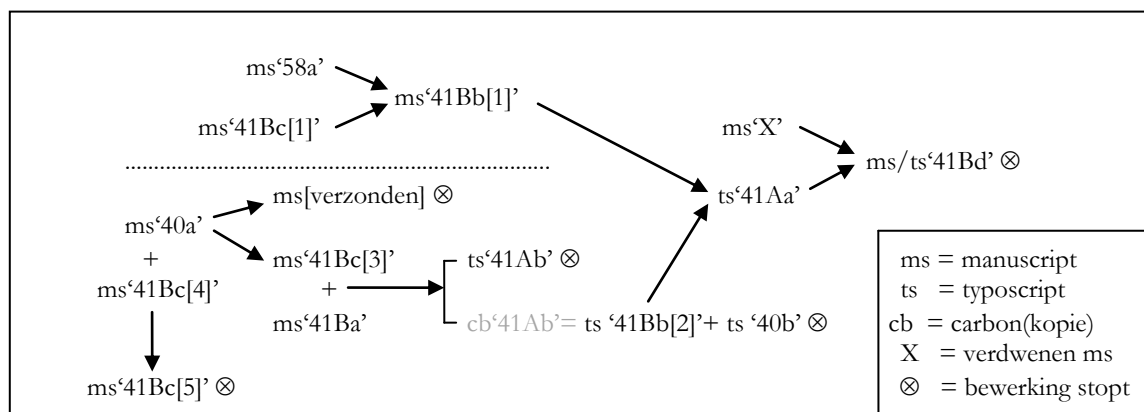 ms‘58a’
ms‘41Bb[1]’
ms‘41Bc[1]’
ms‘X’
ms/ts‘41Bd’ ⊗
ms[verzonden] ⊗
ts‘41Aa’
ms‘40a’
+
ms‘41Bc[3]’
ts‘41Ab’ ⊗
ms‘41Bc[4]’
+
ms‘41Ba’
cb‘41Ab’= ts ‘41Bb[2]’+ ts ‘40b’ ⊗
ms‘41Bc[5]’ ⊗
ms = manuscript
ts = typoscript
cb = carbon(kopie)
X = verdwenen ms
⊗ = bewerking stopt